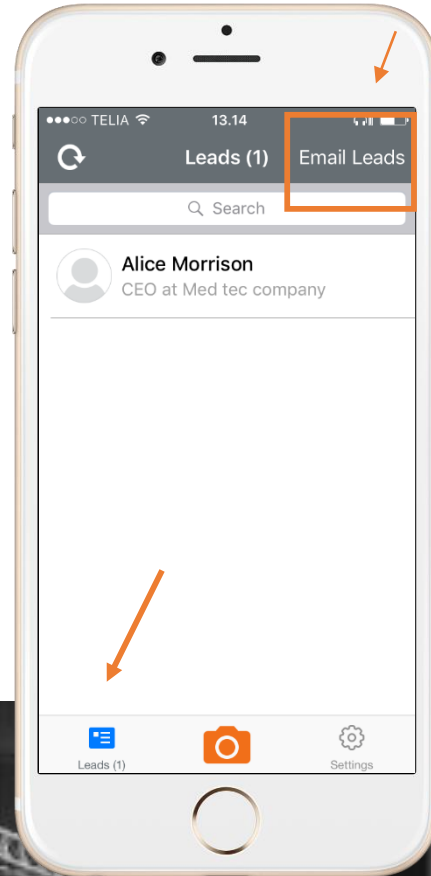 TELIA 13.14
Leads (1) Email Leads
Search
Alice Morrison
CEO at Med tec company
Leads (1) Settings